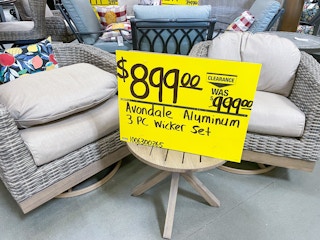 $899.00
CLEARANCE
WAS
$999.00
Avondale Aluminum
3 PC Wicker Set